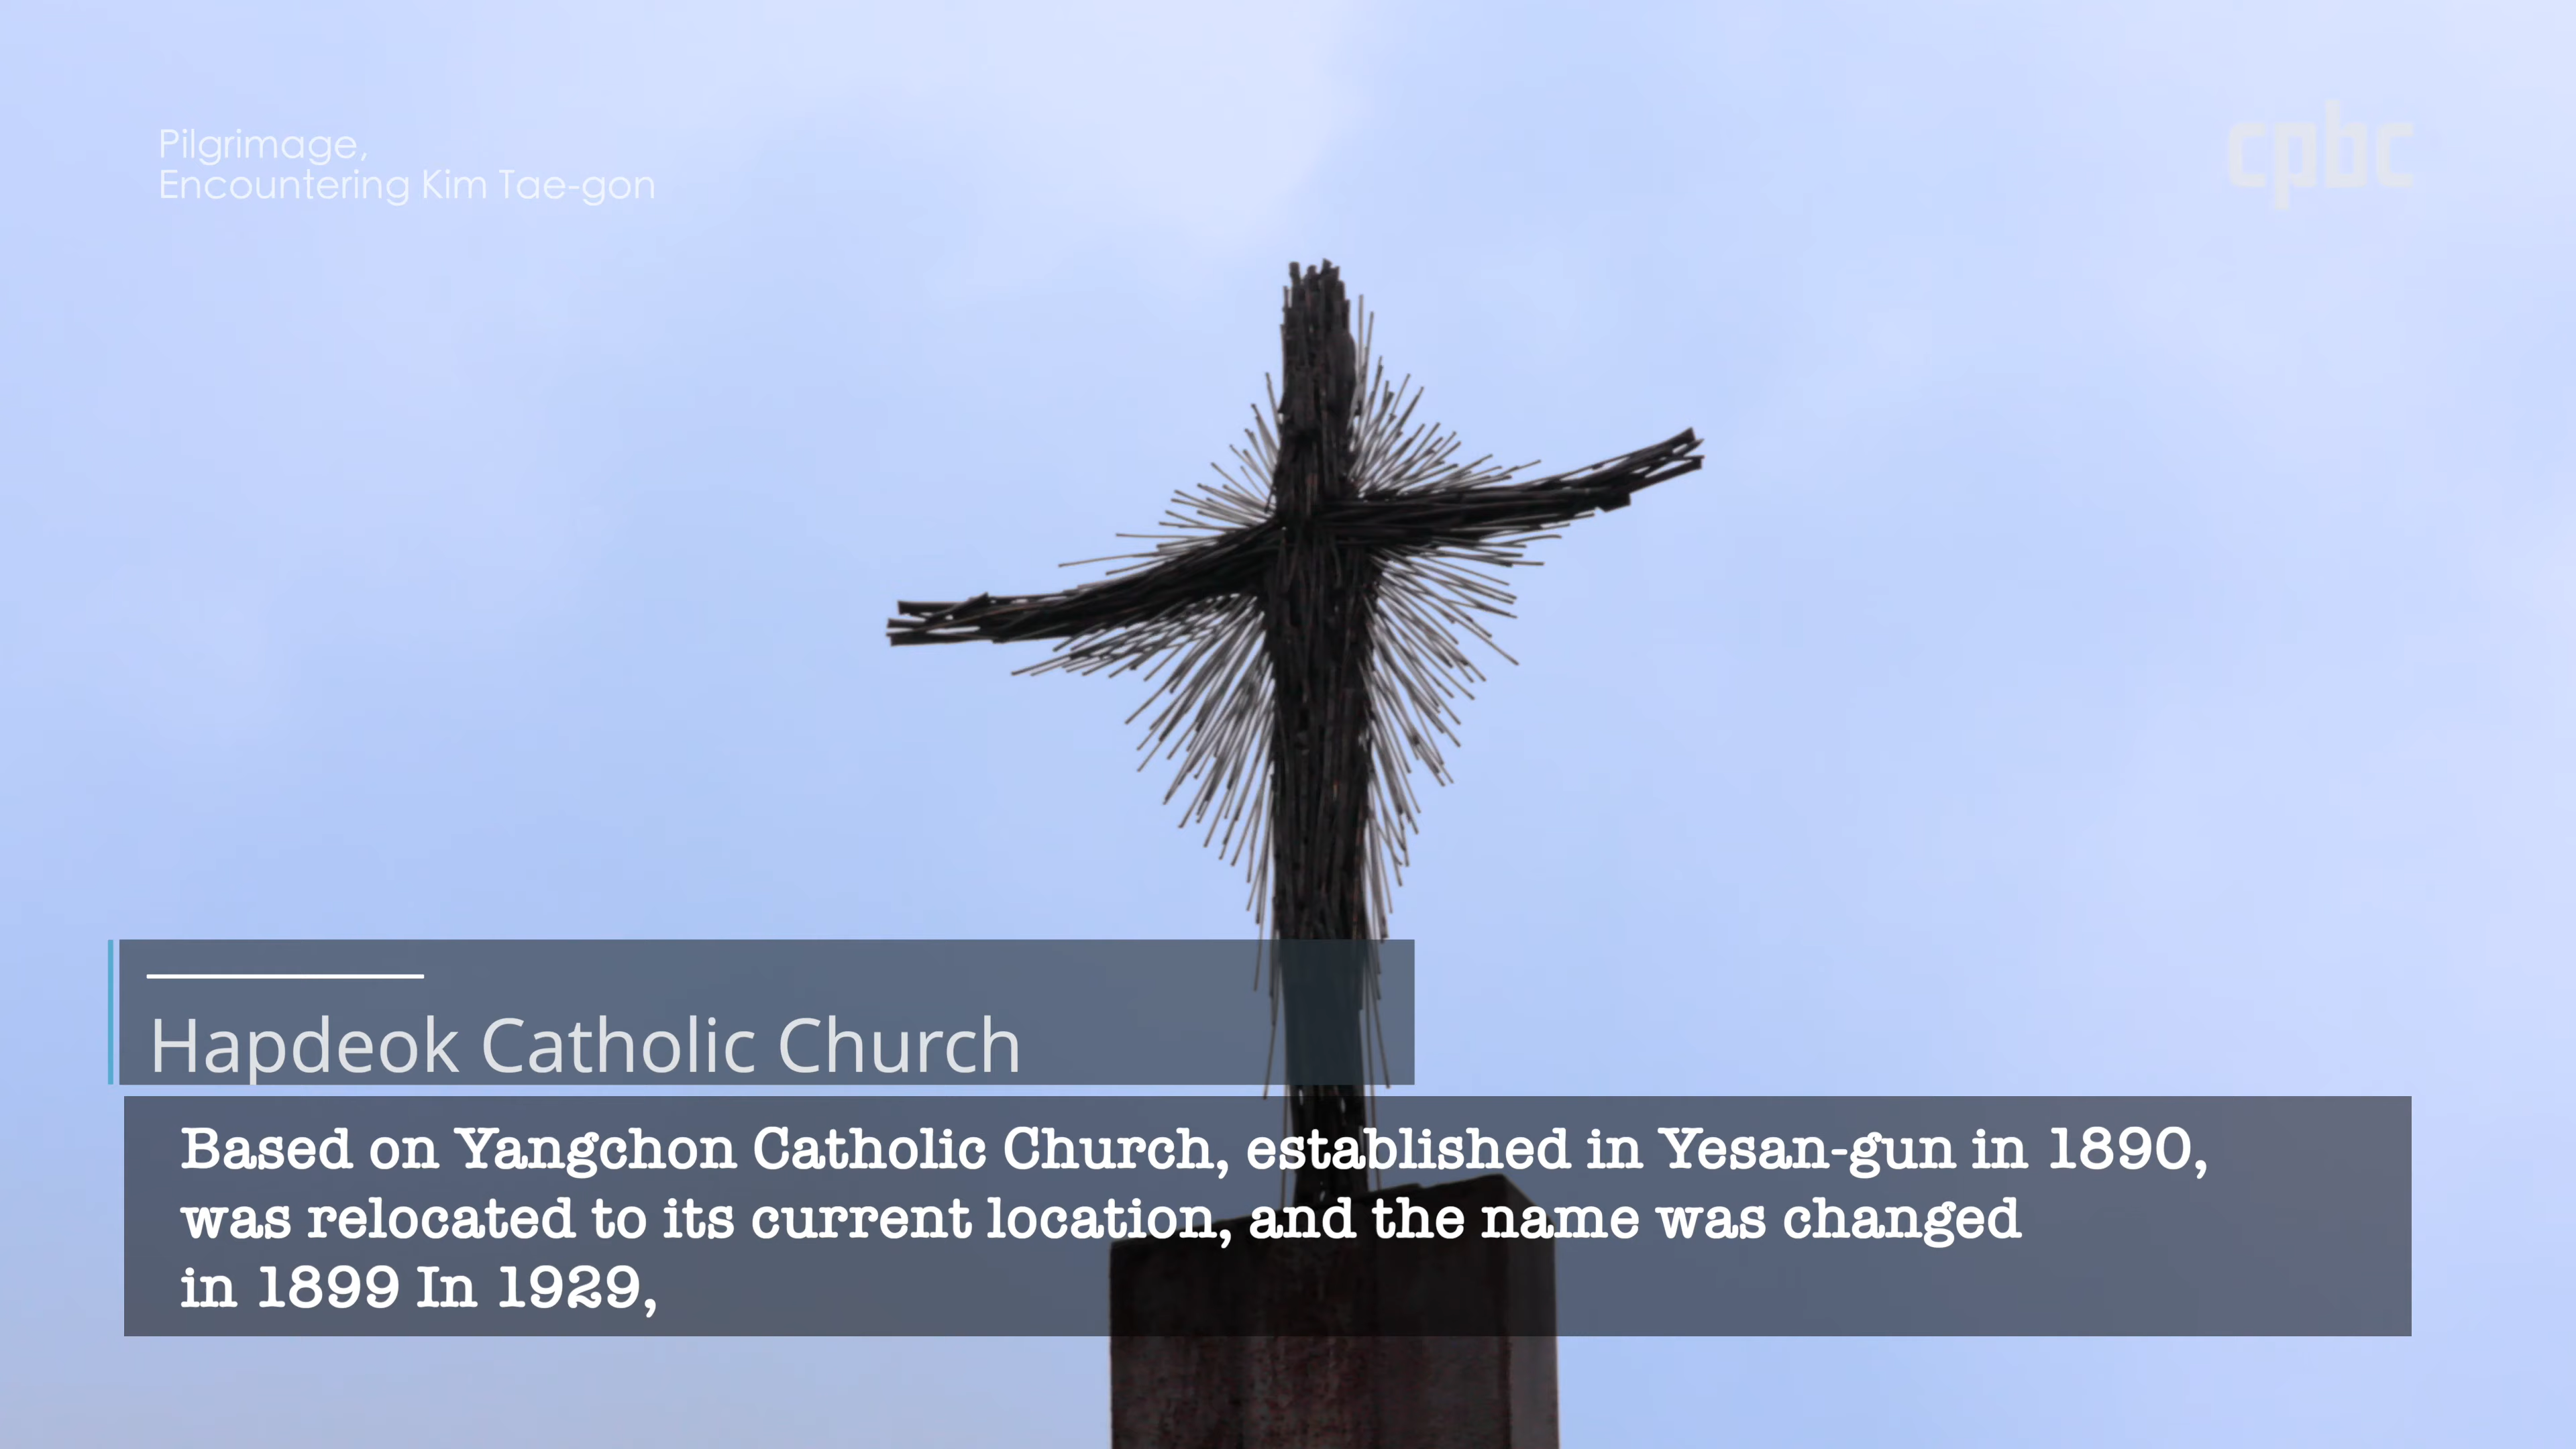 Pilgrimage,
Encountering Kim Tae-gon
cpbc
Hapdeok Catholic Church
Based on Yangchon Catholic Church, established in Yesan-gun in 1890,
was relocated to its current location, and the name was changed
in 1899 In 1929,